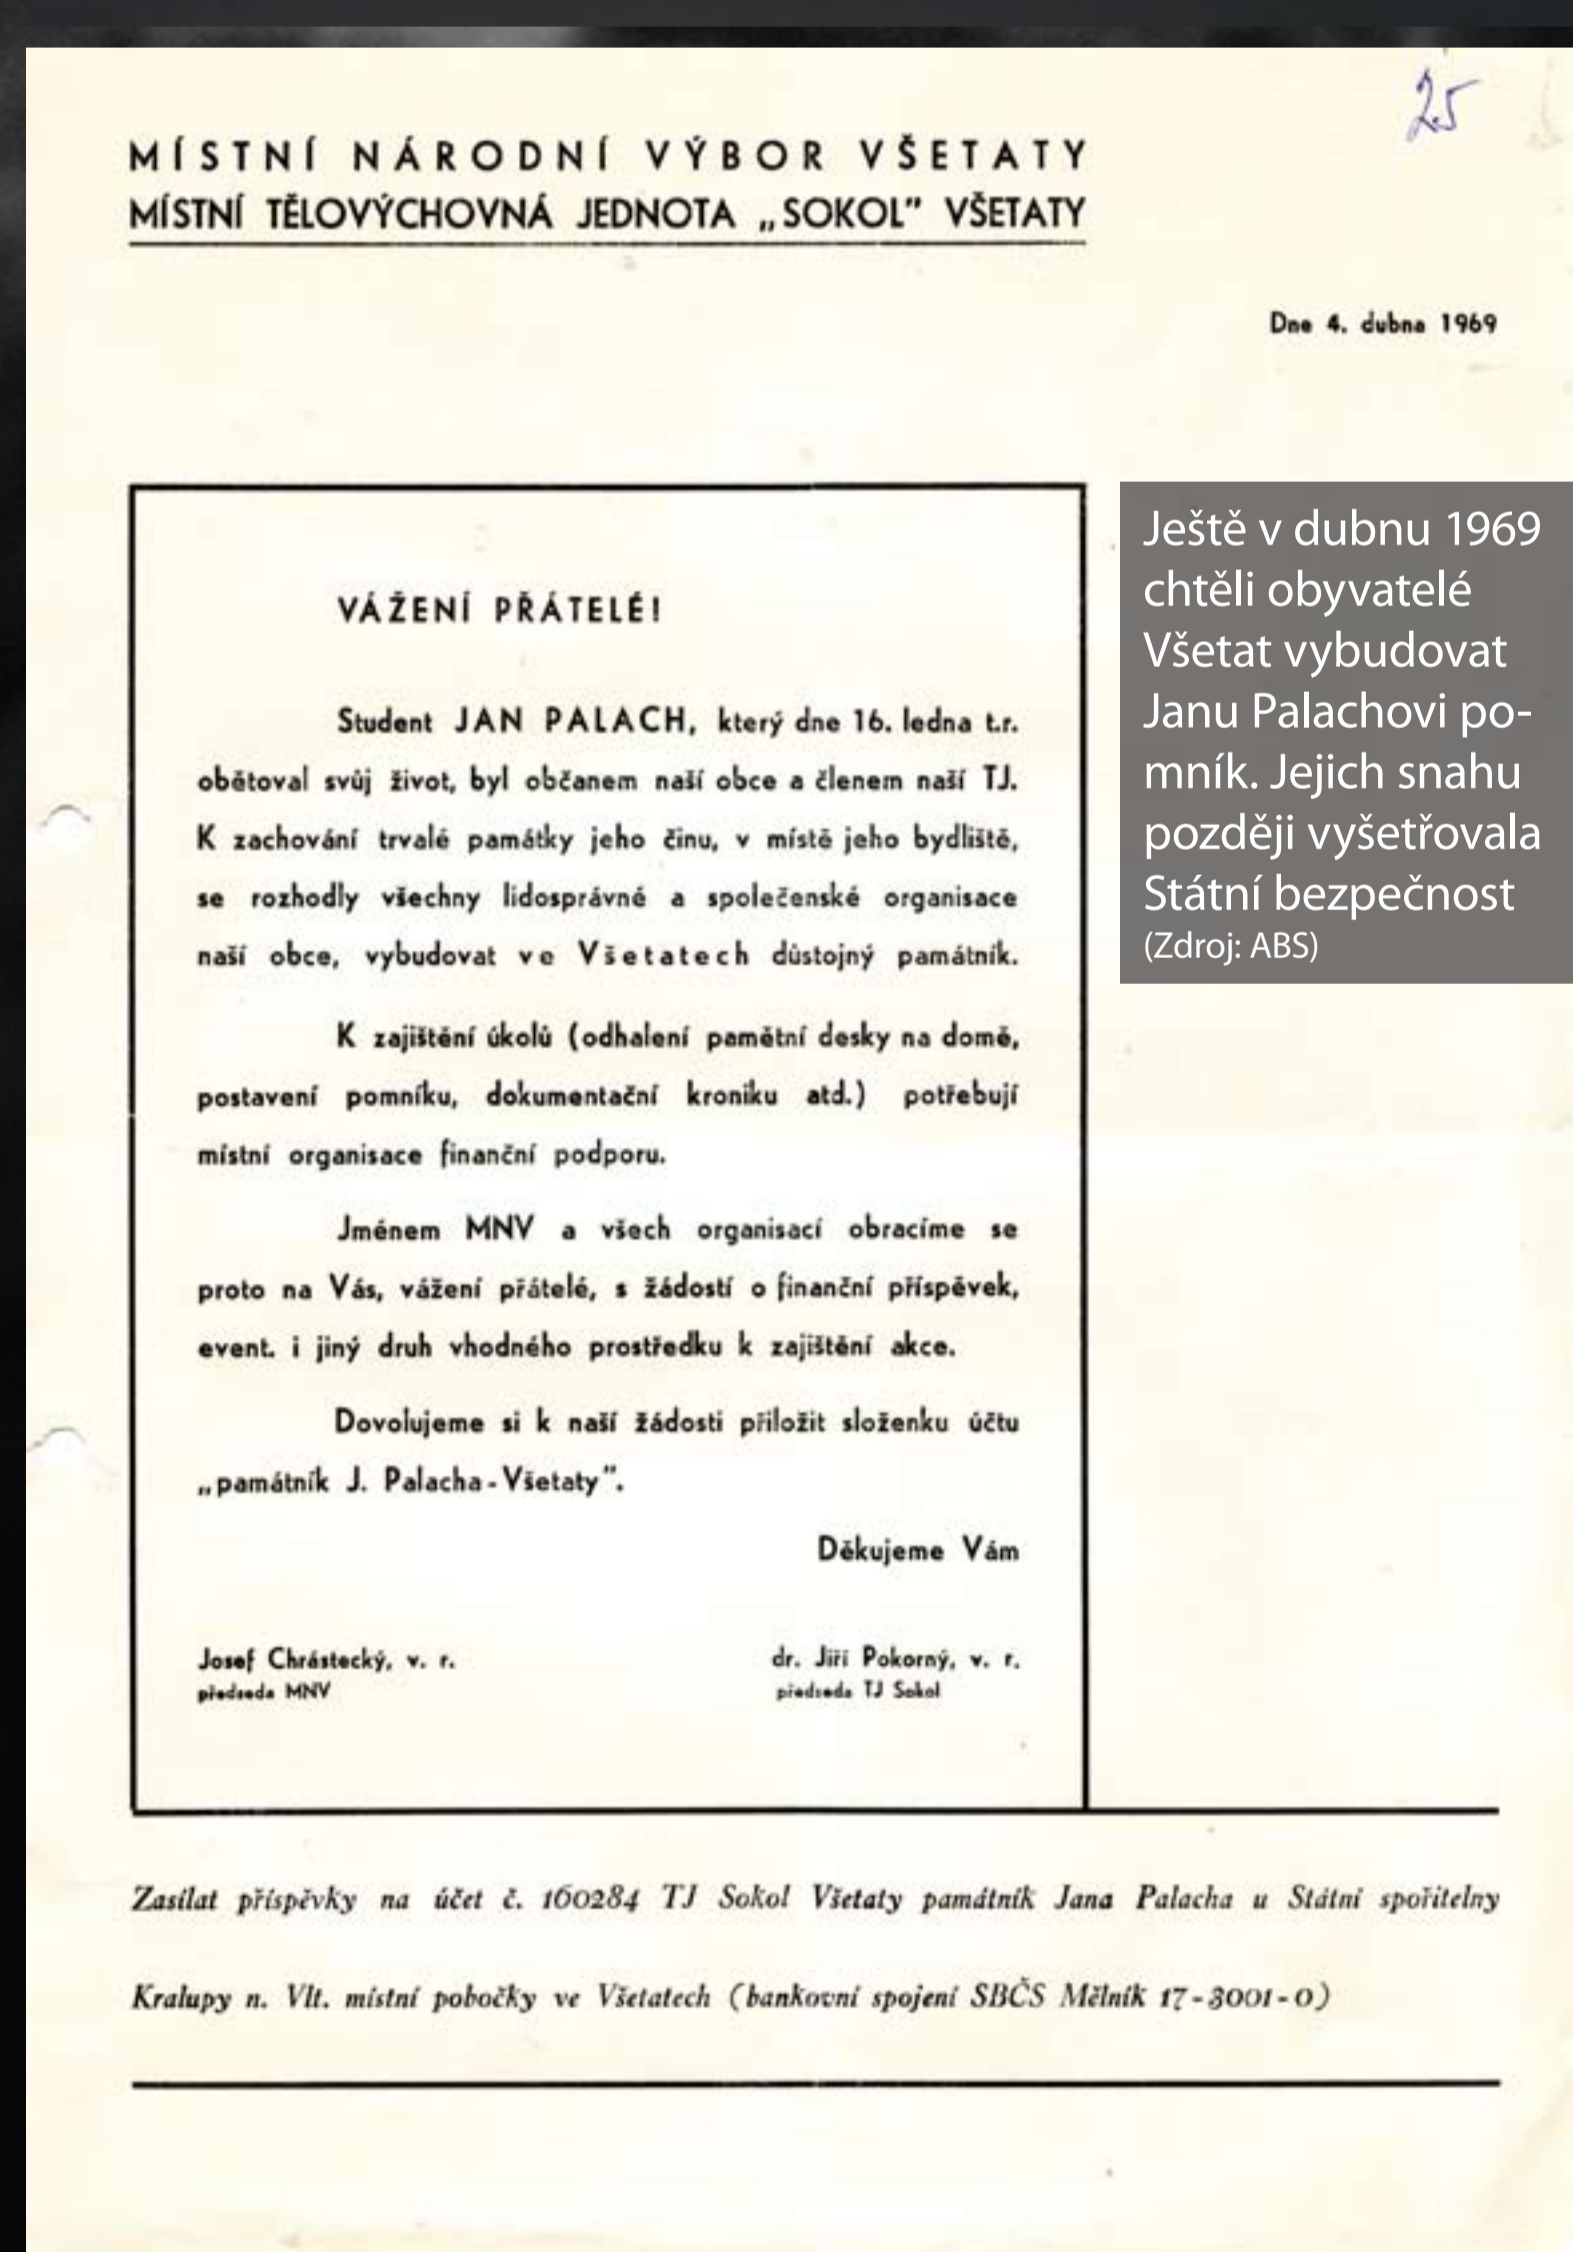 25
MÍSTNÍ NÁRODNÍ VÝBOR VŠETATY
MÍSTNÍ TĚLOVÝCHOVNÁ JEDNOTA „SOKOL” VŠETATY
Dne 4. dubna 1969
VÁŽENÍ PŘÁTELÉ!
Student JAN PALACH, který dne 16. ledna t.r.
obětoval svůj život, byl občanem naší obce a členem naší TJ.
K zachování trvalé památky jeho činu, v místě jeho bydliště,
se rozhodly všechny lidosprávné a společenské organisace
naší obce, vybudovat ve Všetatech důstojný památník.
K zajištění úkolů (odhalení pamětní desky na domě,
postavení pomníku, dokumentační kroniku atd.) potřebují
místní organisace finanční podporu.
Jménem MNV a všech organisací obracíme se
proto na Vás, vážení přátelé, s žádostí o finanční příspěvek,
event. i jiný druh vhodného prostředku k zajištění akce.
Dovolujeme si k naší žádosti přiložit složenku účtu
„památník J. Palacha-Všetaty”.
Děkujeme Vám
Josef Chrástecký, v. r.
předseda MNV
dr. Jiří Pokorný, v. r.
předseda TJ Sokol
Zasílat příspěvky na účet č. 160284 TJ Sokol Všetaty památník Jana Palacha u Státní spořitelny
Kralupy n. Vlt. místní pobočky ve Všetatech (bankovní spojení SBČS Mělník 17-3001-0)
Ještě v dubnu 1969
chtěli obyvatelé
Všetat vybudovat
Janu Palachovi po-
mník. Jejich snahu
později vyšetřovala
Státní bezpečnost
(Zdroj: ABS)